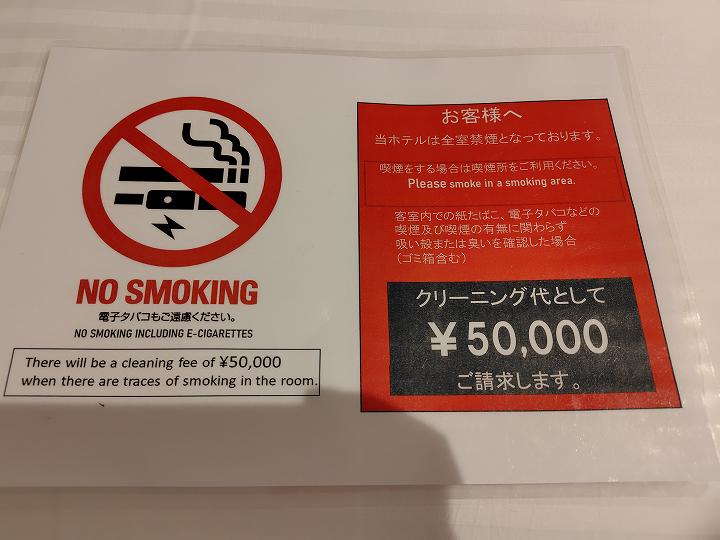 NO SMOKING
電子タバコもご遠慮ください。
NO SMOKING INCLUDING E-CIGARETTES
There will be a cleaning fee of ¥50,000
when there are traces of smoking in the room.
お客様へ
当ホテルは全室禁煙となっております。
喫煙をする場合は喫煙所をご利用ください。
Please smoke in a smoking area.
客室内での紙たばこ、電子タバコなどの
喫煙及び喫煙の有無に関わらず
吸い殻または臭いを確認した場合
（ゴミ箱含む）
クリーニング代として
￥50,000
ご請求します。